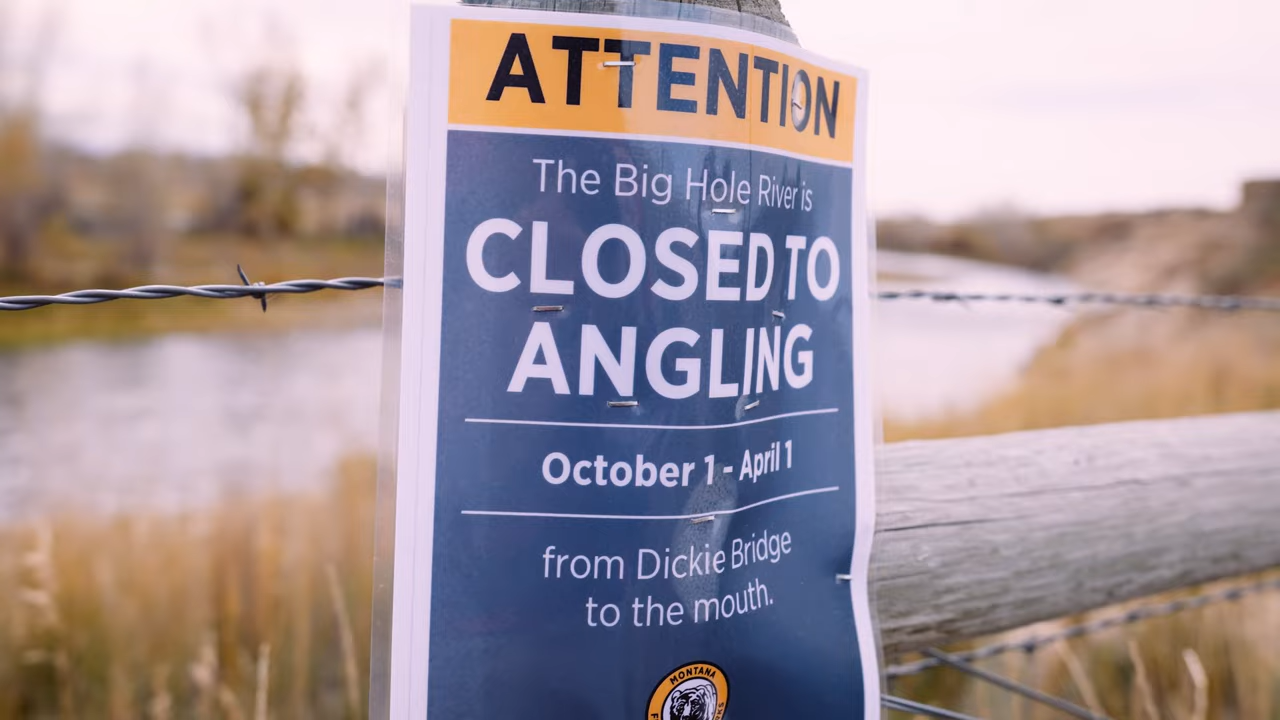 ATTENTION
The Big Hole River is
CLOSED TO
ANGLING
October 1 - April 1
from Dickie Bridge
to the mouth.
MONTANA